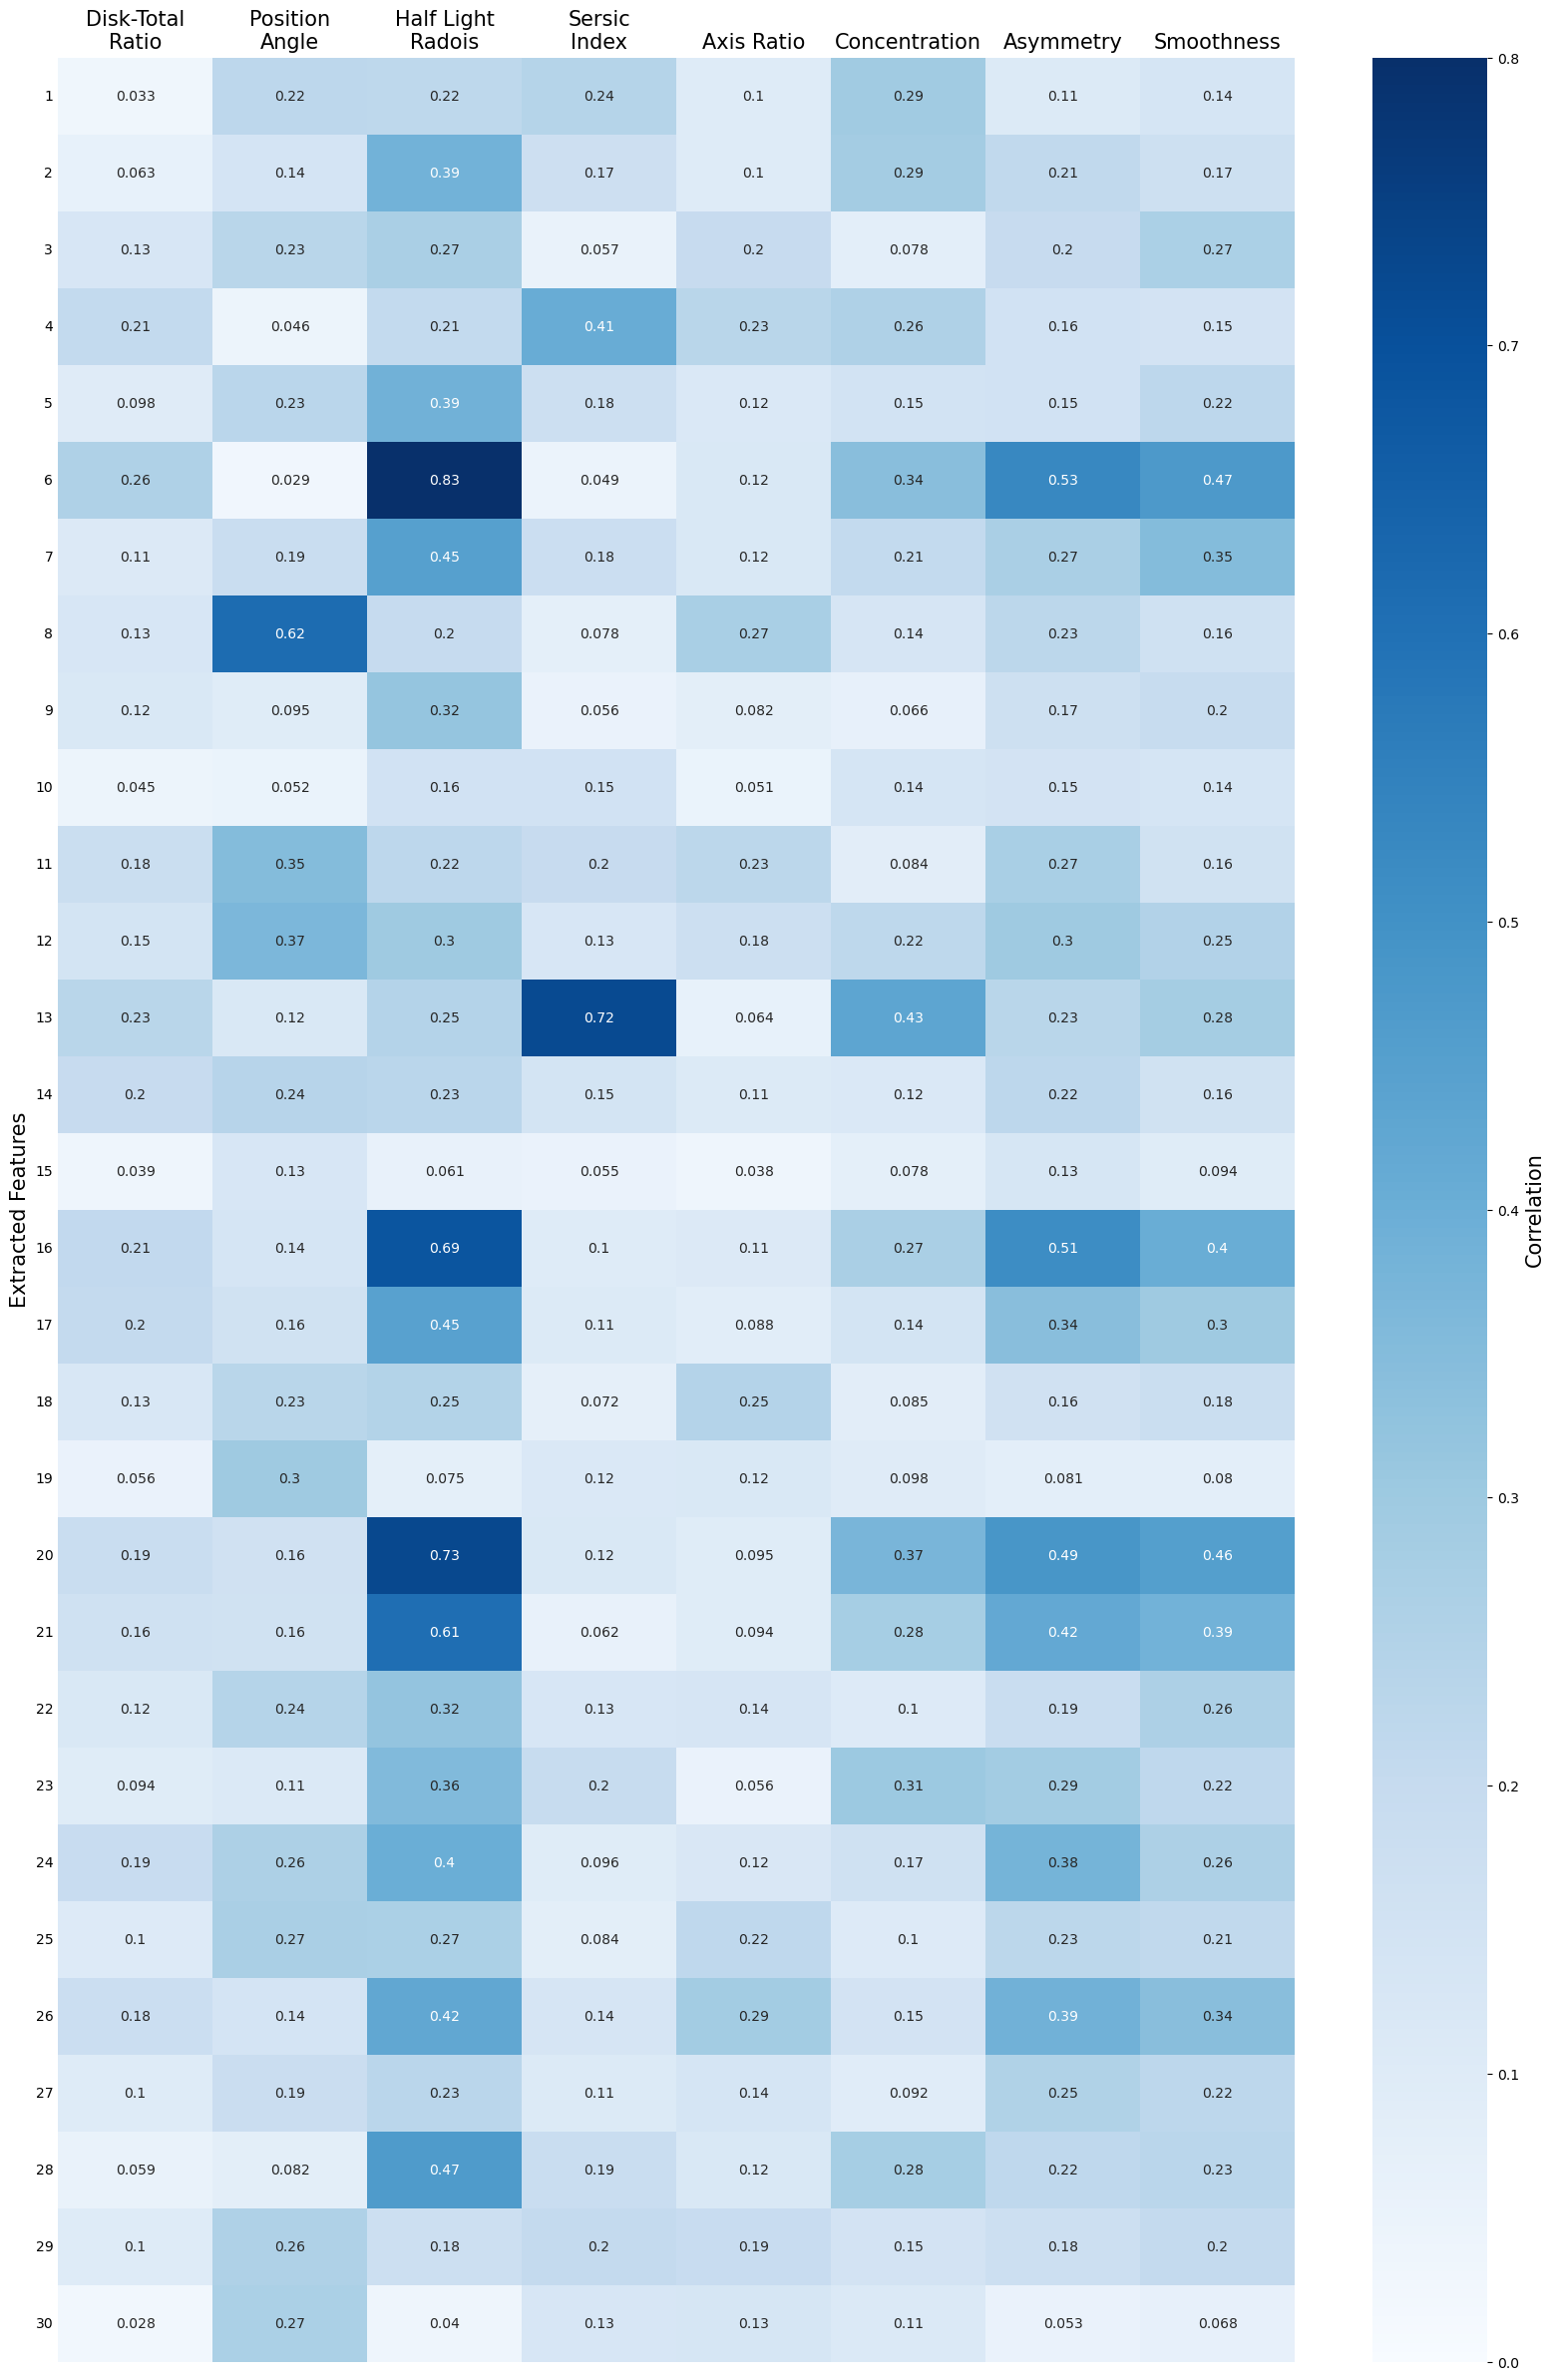 Disk-Total Position Half Light Sersic
Ratio Angle Radois Index Axis Ratio Concentration Asymmetry Smoothness
1 0.033 0.22 0.22 0.24 0.1 0.29 0.11 0.14
2 0.063 0.14 0.39 0.17 0.1 0.29 0.21 0.17
3 0.13 0.23 0.27 0.057 0.2 0.078 0.2 0.27
4 0.21 0.046 0.21 0.41 0.23 0.26 0.16 0.15
5 0.098 0.23 0.39 0.18 0.12 0.15 0.15 0.22
6 0.26 0.029 0.83 0.049 0.12 0.34 0.53 0.47
7 0.11 0.19 0.45 0.18 0.12 0.21 0.27 0.35
8 0.13 0.62 0.2 0.078 0.27 0.14 0.23 0.16
9 0.12 0.095 0.32 0.056 0.082 0.066 0.17 0.2
10 0.045 0.052 0.16 0.15 0.051 0.14 0.15 0.14
11 0.18 0.35 0.22 0.2 0.23 0.084 0.27 0.16
12 0.15 0.37 0.3 0.13 0.18 0.22 0.3 0.25
13 0.23 0.12 0.25 0.72 0.064 0.43 0.23 0.28
14 0.2 0.24 0.23 0.15 0.11 0.12 0.22 0.16
15 0.039 0.13 0.061 0.055 0.038 0.078 0.13 0.094
16 0.21 0.14 0.69 0.1 0.11 0.27 0.51 0.4
17 0.2 0.16 0.45 0.11 0.088 0.14 0.34 0.3
18 0.13 0.23 0.25 0.072 0.25 0.085 0.16 0.18
19 0.056 0.3 0.075 0.12 0.12 0.098 0.081 0.08
20 0.19 0.16 0.73 0.12 0.095 0.37 0.49 0.46
21 0.16 0.16 0.61 0.062 0.094 0.28 0.42 0.39
22 0.12 0.24 0.32 0.13 0.14 0.1 0.19 0.26
23 0.094 0.11 0.36 0.2 0.056 0.31 0.29 0.22
24 0.19 0.26 0.4 0.096 0.12 0.17 0.38 0.26
25 0.1 0.27 0.27 0.084 0.22 0.1 0.23 0.21
26 0.18 0.14 0.42 0.14 0.29 0.15 0.39 0.34
27 0.1 0.19 0.23 0.11 0.14 0.092 0.25 0.22
28 0.059 0.082 0.47 0.19 0.12 0.28 0.22 0.23
29 0.1 0.26 0.18 0.2 0.19 0.15 0.18 0.2
30 0.028 0.27 0.04 0.13 0.13 0.11 0.053 0.068
Extracted Features
0.8
0.7
0.6
0.5
0.4
0.3
0.2
0.1
0.0
Correlation